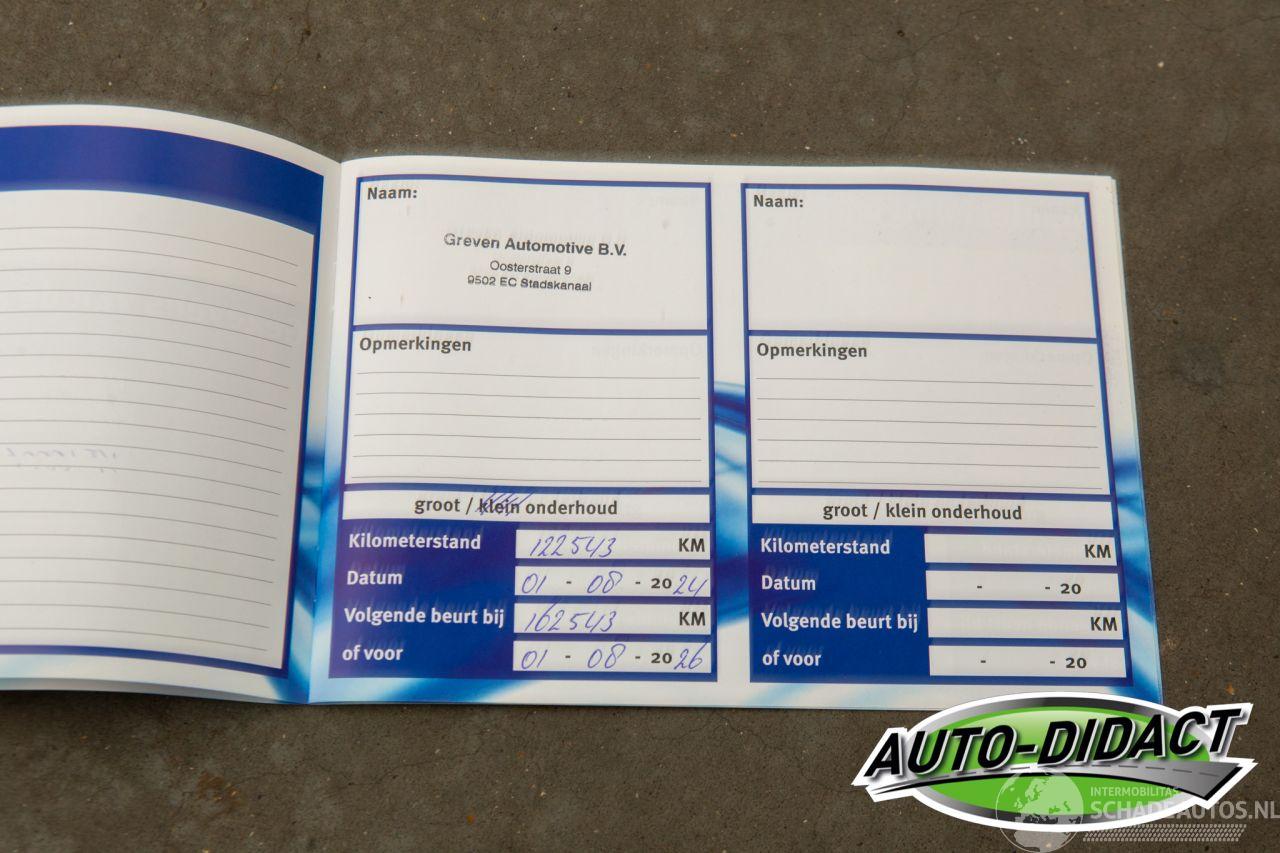 Naam:
Greven Automotive B.V.
Oosterstraat 9
9502 EC Stadskanaal
Opmerkingen
groot / klein onderhoud
Kilometerstand 122543 KM
Datum 01 - 08 - 2024
Volgende beurt bij 162543 KM
of voor 01 - 08 - 2026
Naam:
Opmerkingen
groot / klein onderhoud
Kilometerstand KM
Datum - - 20
Volgende beurt bij KM
of voor - - 20
AUTO-DIDACT
INTERMOBILITAS
SCHADEAUTOS.NL